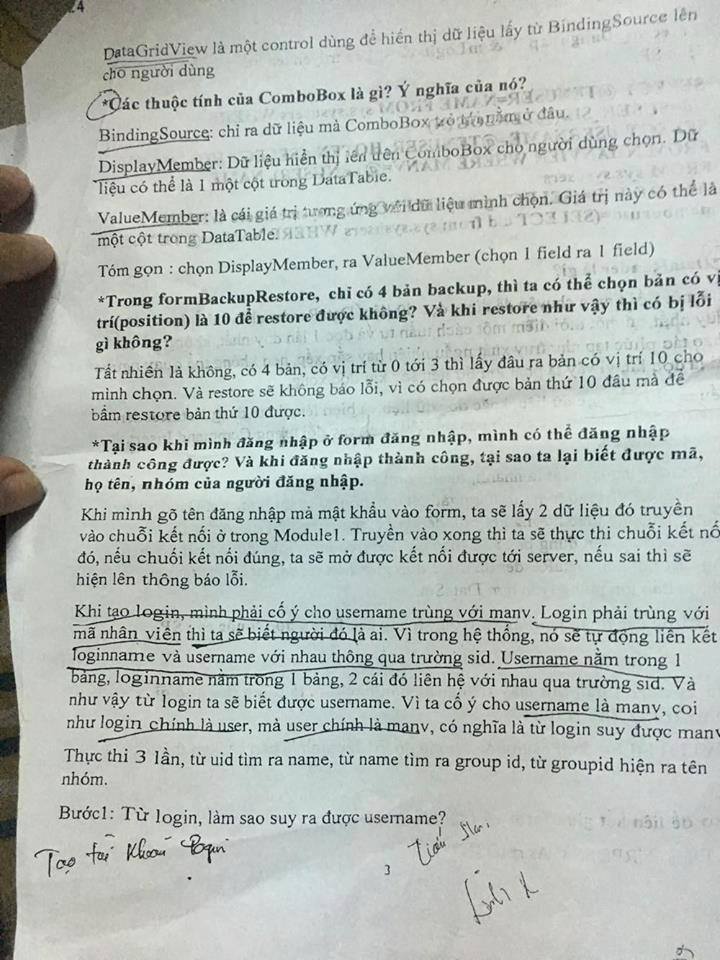 24
DataGridView là một control dùng để hiển thị dữ liệu lấy từ BindingSource lên
cho người dùng
*Các thuộc tính của ComboBox là gì? Ý nghĩa của nó?
BindingSource: chỉ ra dữ liệu mà ComboBox nằm ở đâu.
DisplayMember: Dữ liệu hiển thị lên đên ComboBox cho người dùng chọn. Dữ
liệu có thể là 1 một cột trong DataTable.
ValueMember: là cái giá trị tương ứng với dữ liệu mình chọn. Giá trị này có thể là
một cột trong DataTable.
Tóm gọn : chọn DisplayMember, ra ValueMember (chọn 1 field ra 1 field)
*Trong formBackupRestore, chỉ có 4 bản backup, thì ta có thể chọn bản có vị
trí(position) là 10 để restore được không? Và khi restore như vậy thì có bị lỗi
gì không?
Tất nhiên là không, có 4 bản, có vị trí từ 0 tới 3 thì lấy đâu ra bản có vị trí 10 cho
mình chọn. Và restore sẽ không báo lỗi, vì có chọn được bản thứ 10 đâu mà để
bấm restore bản thứ 10 được.
*Tại sao khi mình đăng nhập ở form đăng nhập, mình có thể đăng nhập
thành công được? Và khi đăng nhập thành công, tại sao ta lại biết được mã,
họ tên, nhóm của người đăng nhập.
Khi mình gõ tên đăng nhập mà mật khẩu vào form, ta sẽ lấy 2 dữ liệu đó truyền
vào chuỗi kết nối ở trong Module1. Truyền vào xong thì ta sẽ thực thi chuỗi kết nố
đó, nếu chuỗi kết nối đúng, ta sẽ mở được kết nối được tới server, nếu sai thì sẽ
hiện lên thông báo lỗi.
Khi tạo login, mình phải cố ý cho username trùng với manv. Login phải trùng với
mã nhân viên thì ta sẽ biết người đó là ai. Vì trong hệ thống, nó sẽ tự động liên kết
loginname và username với nhau thông qua trường sid. Username nằm trong 1
bảng, loginname nằm trong 1 bảng, 2 cái đó liên hệ với nhau qua trường sid. Và
như vậy từ login ta sẽ biết được username. Vì ta cố ý cho username là manv, coi
như login chính là user, mà user chính là manv, có nghĩa là từ login suy được manv
Thực thi 3 lần, từ uid tìm ra name, từ name tìm ra group id, từ groupid hiện ra tên
nhóm.
Bước1: Từ login, làm sao suy ra được username?
Tạo tài khoản
3